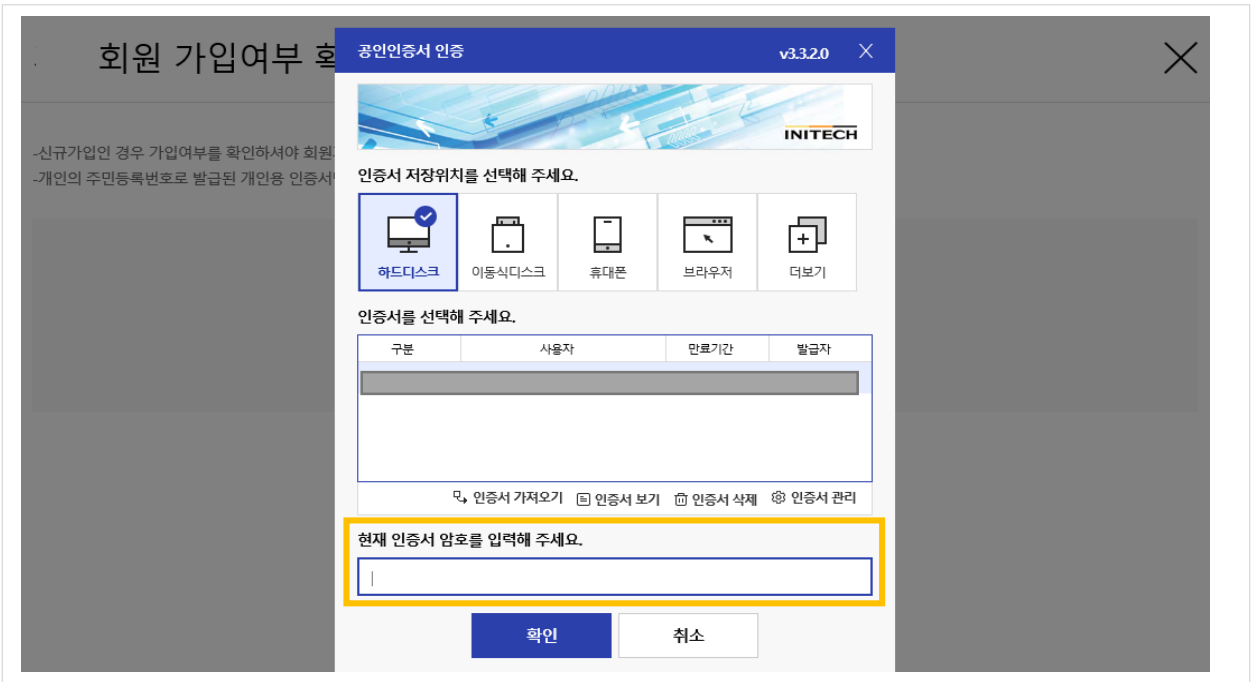 회원 가입여부
공인인증서 인증 v3.3.2.0
INITECH
-신규가입인 경우 가입여부를 확인하셔야
-개인의 주민등록번호로 발급된 개인용
인증서 저장위치를 선택해 주세요.
하드디스크 이동식디스크 휴대폰 브라우저 더보기
인증서를 선택해 주세요.
구분 사용자 만료기간 발급자
인증서 가져오기 인증서 보기 인증서 삭제 인증서 관리
현재 인증서 암호를 입력해 주세요.
확인 취소